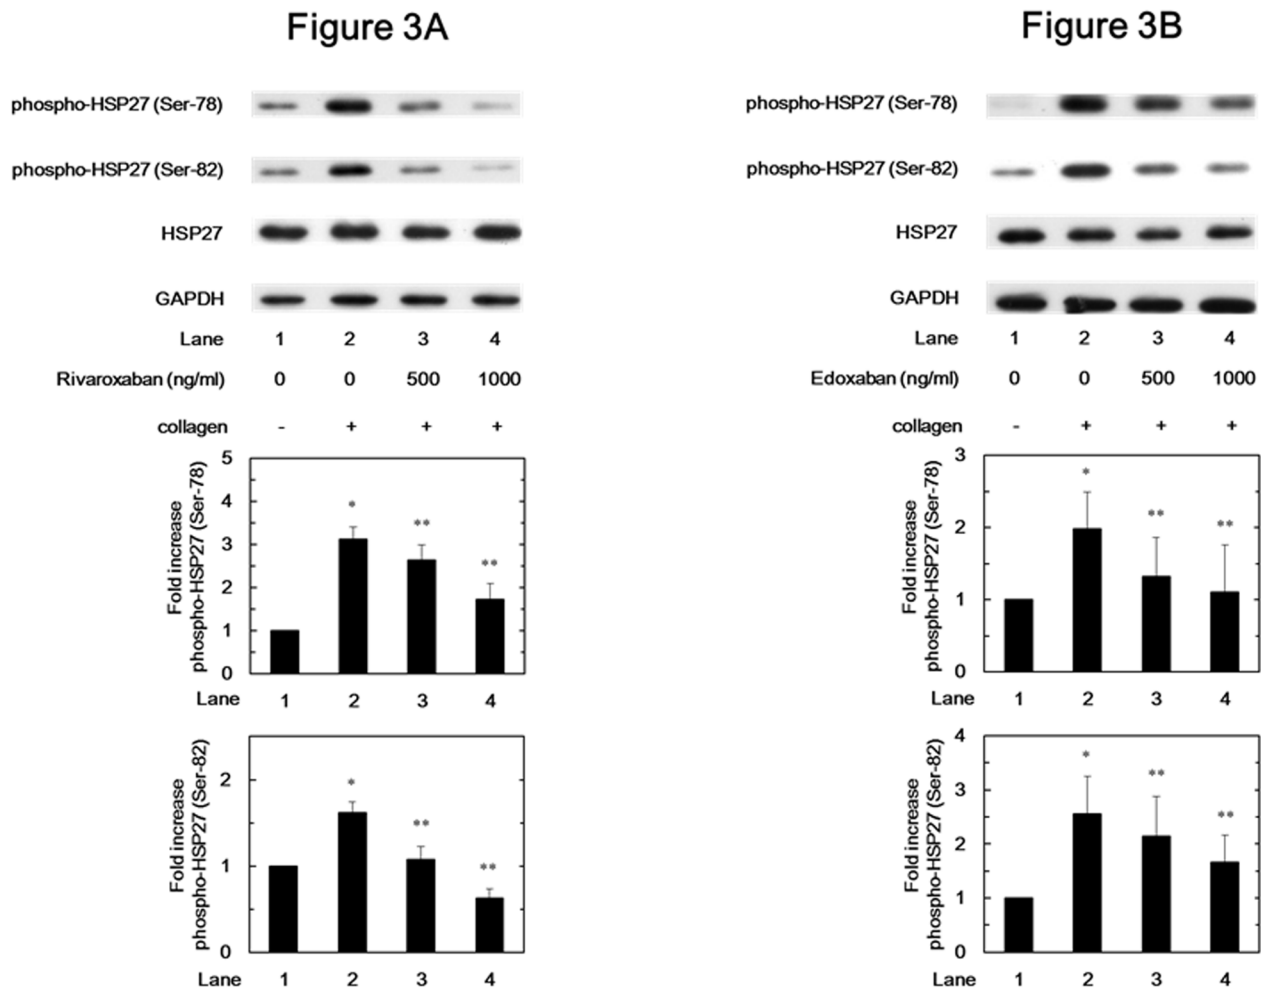 Figure 3A
phospho-HSP27 (Ser-78)
phospho-HSP27 (Ser-82)
HSP27
GAPDH
Lane 1 2 3 4
Rivaroxaban (ng/ml) 0 0 500 1000
collagen - + + +
Fold increase
phospho-HSP27 (Ser-78)
5
4
3
2
1
0
* ** **
Lane 1 2 3 4
Fold increase
phospho-HSP27 (Ser-82)
2
1
0
* ** **
Lane 1 2 3 4
Figure 3B
phospho-HSP27 (Ser-78)
phospho-HSP27 (Ser-82)
HSP27
GAPDH
Lane 1 2 3 4
Edoxaban (ng/ml) 0 0 500 1000
collagen - + + +
Fold increase
phospho-HSP27 (Ser-78)
3
2
1
0
* ** **
Lane 1 2 3 4
Fold increase
phospho-HSP27 (Ser-82)
4
3
2
1
0
* ** **
Lane 1 2 3 4